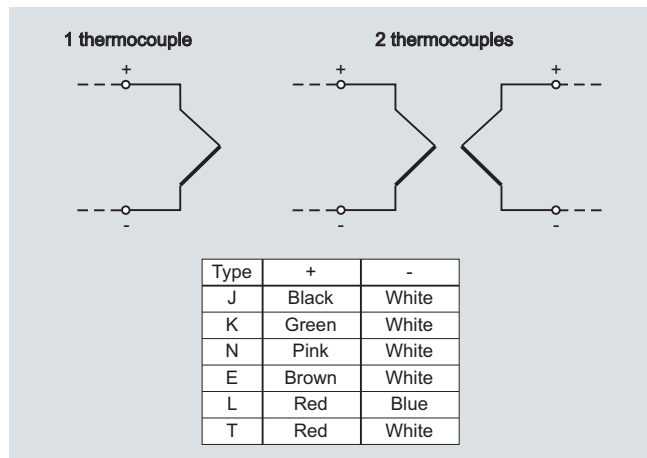 1 thermocouple 2 thermocouples
+ + +
- - -
Type + -
J Black White
K Green White
N Pink White
E Brown White
L Red Blue
T Red White